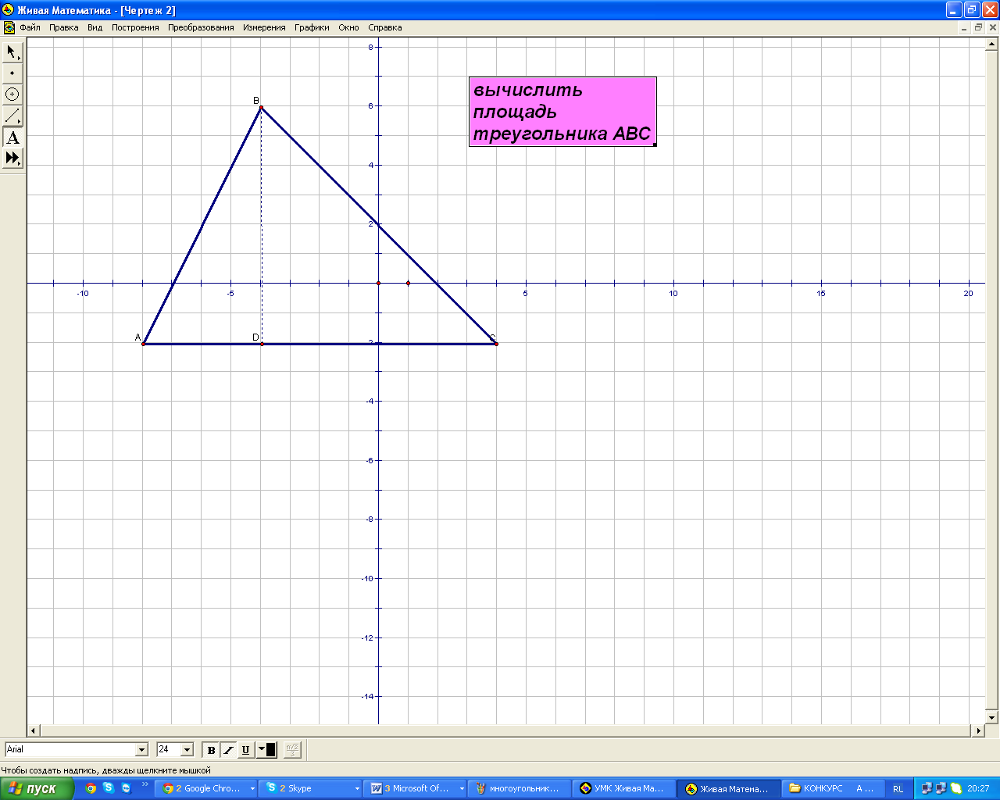 Живая Математика - [Чертеж 2]
Файл Правка Вид Построения Преобразования Измерения Графики Окно Справка
A
8
6
4
2
-10 -5 5 10 15 20
2
-4
-6
-8
-10
-12
-14
B
A D C
вычислить
площадь
треугольника АВС
Arial 24 B I U
Чтобы создать надпись, дважды щелкните мышкой
пуск 2 Google Chro... 2 Skype 3 Microsoft Of... многоугольник... УМК Живая Ма... Живая Матема... КОНКУРС А RL 20:27